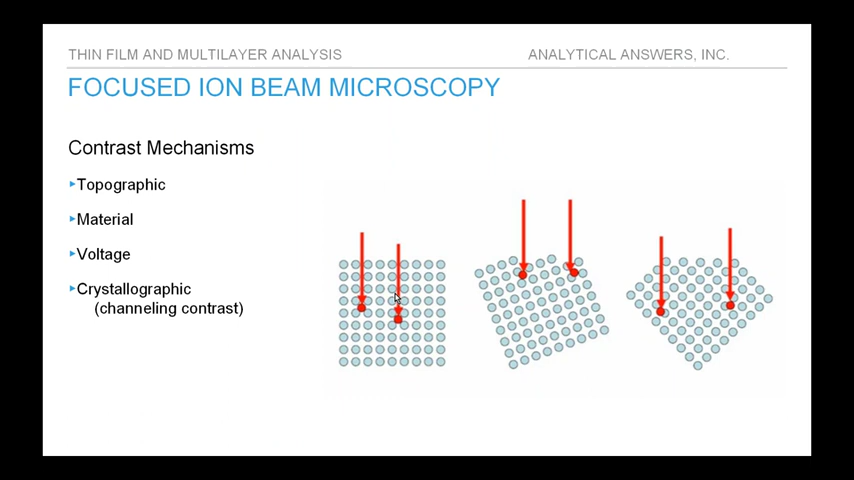 THIN FILM AND MULTILAYER ANALYSIS
ANALYTICAL ANSWERS, INC.
FOCUSED ION BEAM MICROSCOPY
Contrast Mechanisms
Topographic
Material
Voltage
Crystallographic
(channeling contrast)